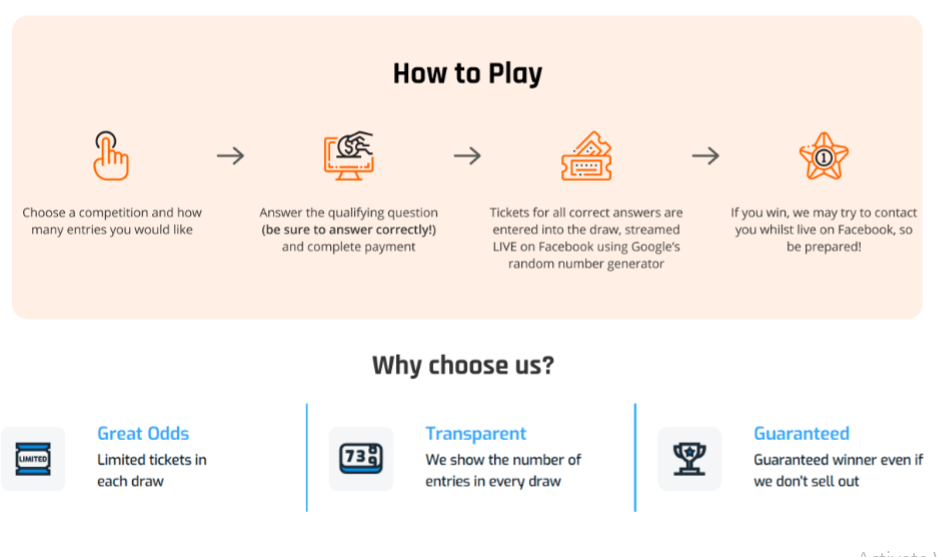 How to Play
Choose a competition and how
many entries you would like
Answer the qualifying question
(be sure to answer correctly!)
and complete payment
Tickets for all correct answers are
entered into the draw, streamed
LIVE on Facebook using Google's
random number generator
1
If you win, we may try to contact
you whilst live on Facebook, so
be prepared!
Why choose us?
LIMITED
Great Odds
Limited tickets in
each draw
73
Transparent
We show the number of
entries in every draw
Guaranteed
Guaranteed winner even if
we don't sell out